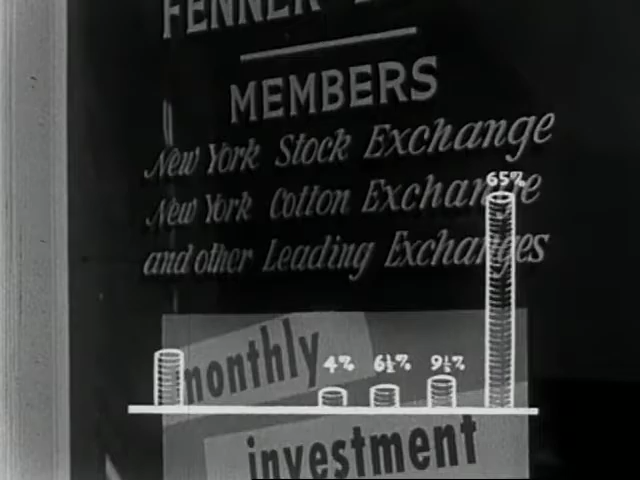 FENNER
MEMBERS
New York Stock Exchange
New York Cotton Exchange
and other Leading Exchanges
65%
monthly
4% 6½% 9½%
investment